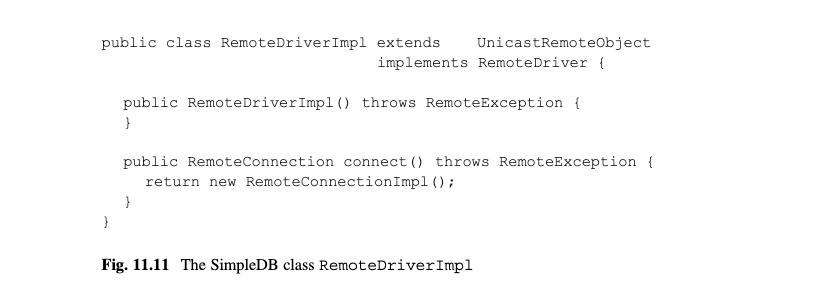 public class RemoteDriverImpl extends    UnicastRemoteObject
                              implements RemoteDriver {
  public RemoteDriverImpl() throws RemoteException {
  }
  public RemoteConnection connect() throws RemoteException {
    return new RemoteConnectionImpl();
  }
}
Fig. 11.11 The SimpleDB class RemoteDriverImpl